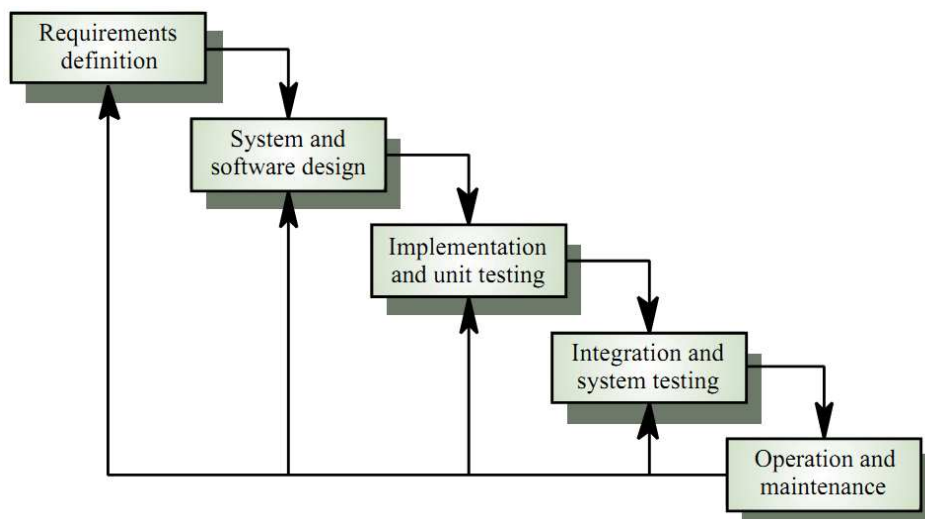 Requirements
definition
System and
software design
Implementation
and unit testing
Integration and
system testing
Operation and
maintenance